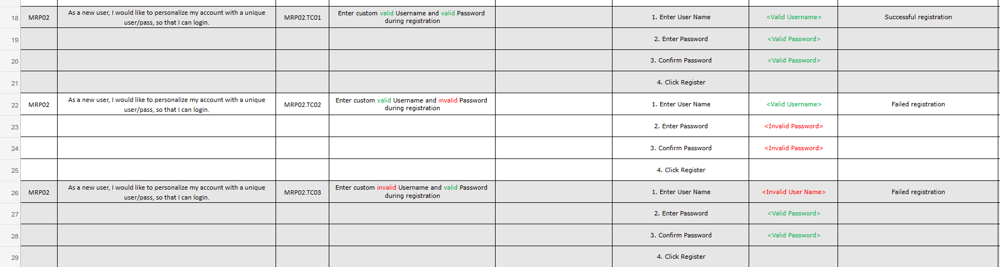 18 MRP02 As a new user, I would like to personalize my account with a unique user/pass, so that I can login. MRP02.TC01 Enter custom valid Username and valid Password during registration 1. Enter User Name <Valid Username> Successful registration
19 2. Enter Password <Valid Password>
20 3. Confirm Password <Valid Password>
21 4. Click Register
22 MRP02 As a new user, I would like to personalize my account with a unique user/pass, so that I can login. MRP02.TC02 Enter custom valid Username and invalid Password during registration 1. Enter User Name <Valid Username> Failed registration
23 2. Enter Password <Invalid Password>
24 3. Confirm Password <Invalid Password>
25 4. Click Register
26 MRP02 As a new user, I would like to personalize my account with a unique user/pass, so that I can login. MRP02.TC03 Enter custom invalid Username and valid Password during registration 1. Enter User Name <Invalid User Name> Failed registration
27 2. Enter Password <Valid Password>
28 3. Confirm Password <Valid Password>
29 4. Click Register